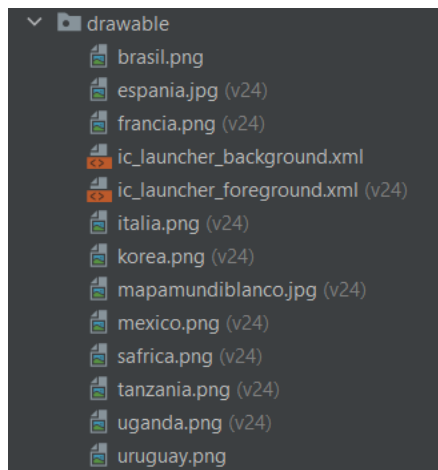 drawable
brasil.png
espania.jpg (v24)
francia.png (v24)
ic_launcher_background.xml
ic_launcher_foreground.xml (v24)
italia.png (v24)
korea.png (v24)
mapamundiblanco.jpg (v24)
mexico.png (v24)
safrica.png (v24)
tanzania.png (v24)
uganda.png (v24)
uruguay.png